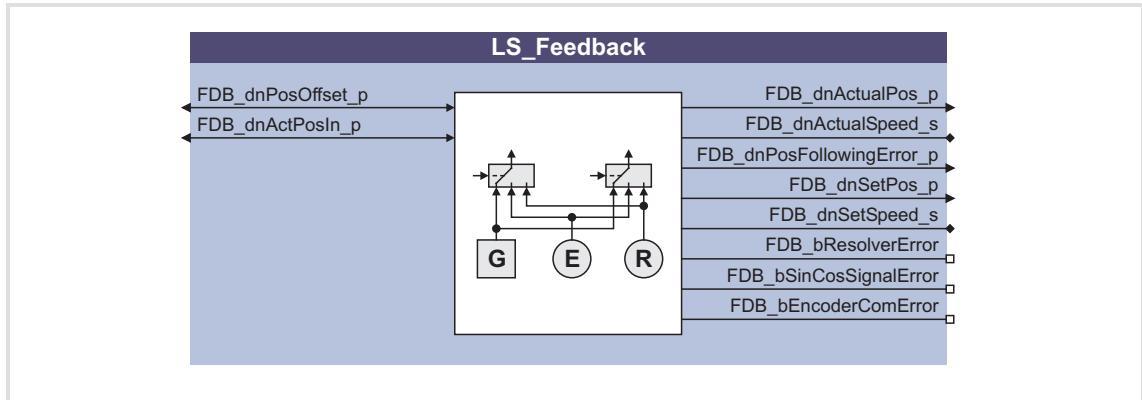 LS_Feedback
FDB_dnPosOffset_p
FDB_dnActPosIn_p
G
E
R
FDB_dnActualPos_p
FDB_dnActualSpeed_s
FDB_dnPosFollowingError_p
FDB_dnSetPos_p
FDB_dnSetSpeed_s
FDB_bResolverError
FDB_bSinCosSignalError
FDB_bEncoderComError